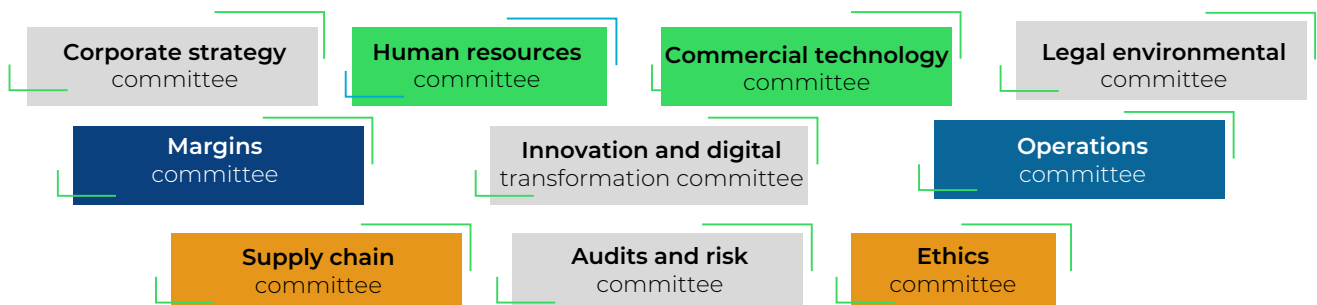 Corporate strategy
committee
Human resources
committee
Commercial technology
committee
Legal environmental
committee
Margins
committee
Innovation and digital
transformation committee
Operations
committee
Supply chain
committee
Audits and risk
committee
Ethics
committee